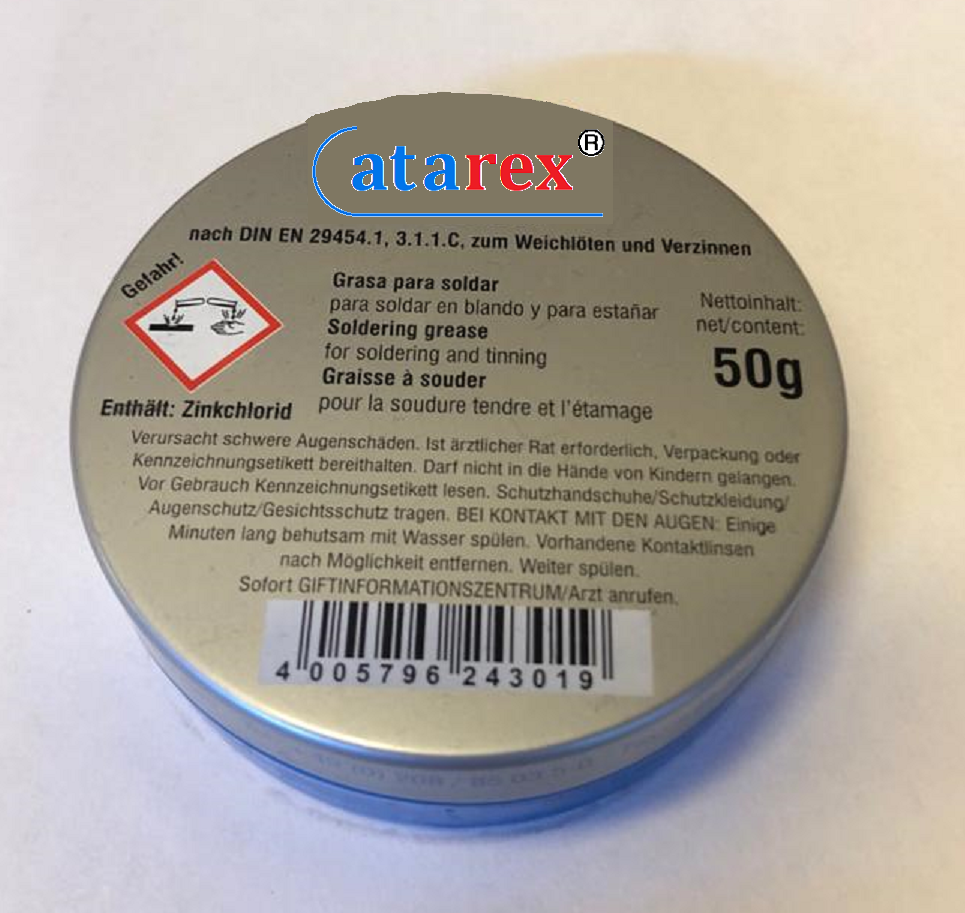 Catarex®
nach DIN EN 29454.1, 3.1.1.C, zum Weichlöten und Verzinnen
Gefahr!
Enthält: Zinkchlorid
Grasa para soldar
para soldar en blando y para estañar
Soldering grease
for soldering and tinning
Graisse à souder
pour la soudure tendre et l'étamage
Nettoinhalt:
net/content:
50g
Verursacht schwere Augenschäden. Ist ärztlicher Rat erforderlich, Verpackung oder
Kennzeichnungsetikett bereithalten. Darf nicht in die Hände von Kindern gelangen.
Vor Gebrauch Kennzeichnungsetikett lesen. Schutzhandschuhe/Schutzkleidung/
Augenschutz/Gesichtsschutz tragen. BEI KONTAKT MIT DEN AUGEN: Einige
Minuten lang behutsam mit Wasser spülen. Vorhandene Kontaktlinsen
nach Möglichkeit entfernen. Weiter spülen.
Sofort GIFTINFORMATIONSZENTRUM/Arzt anrufen.
4 005796 243019